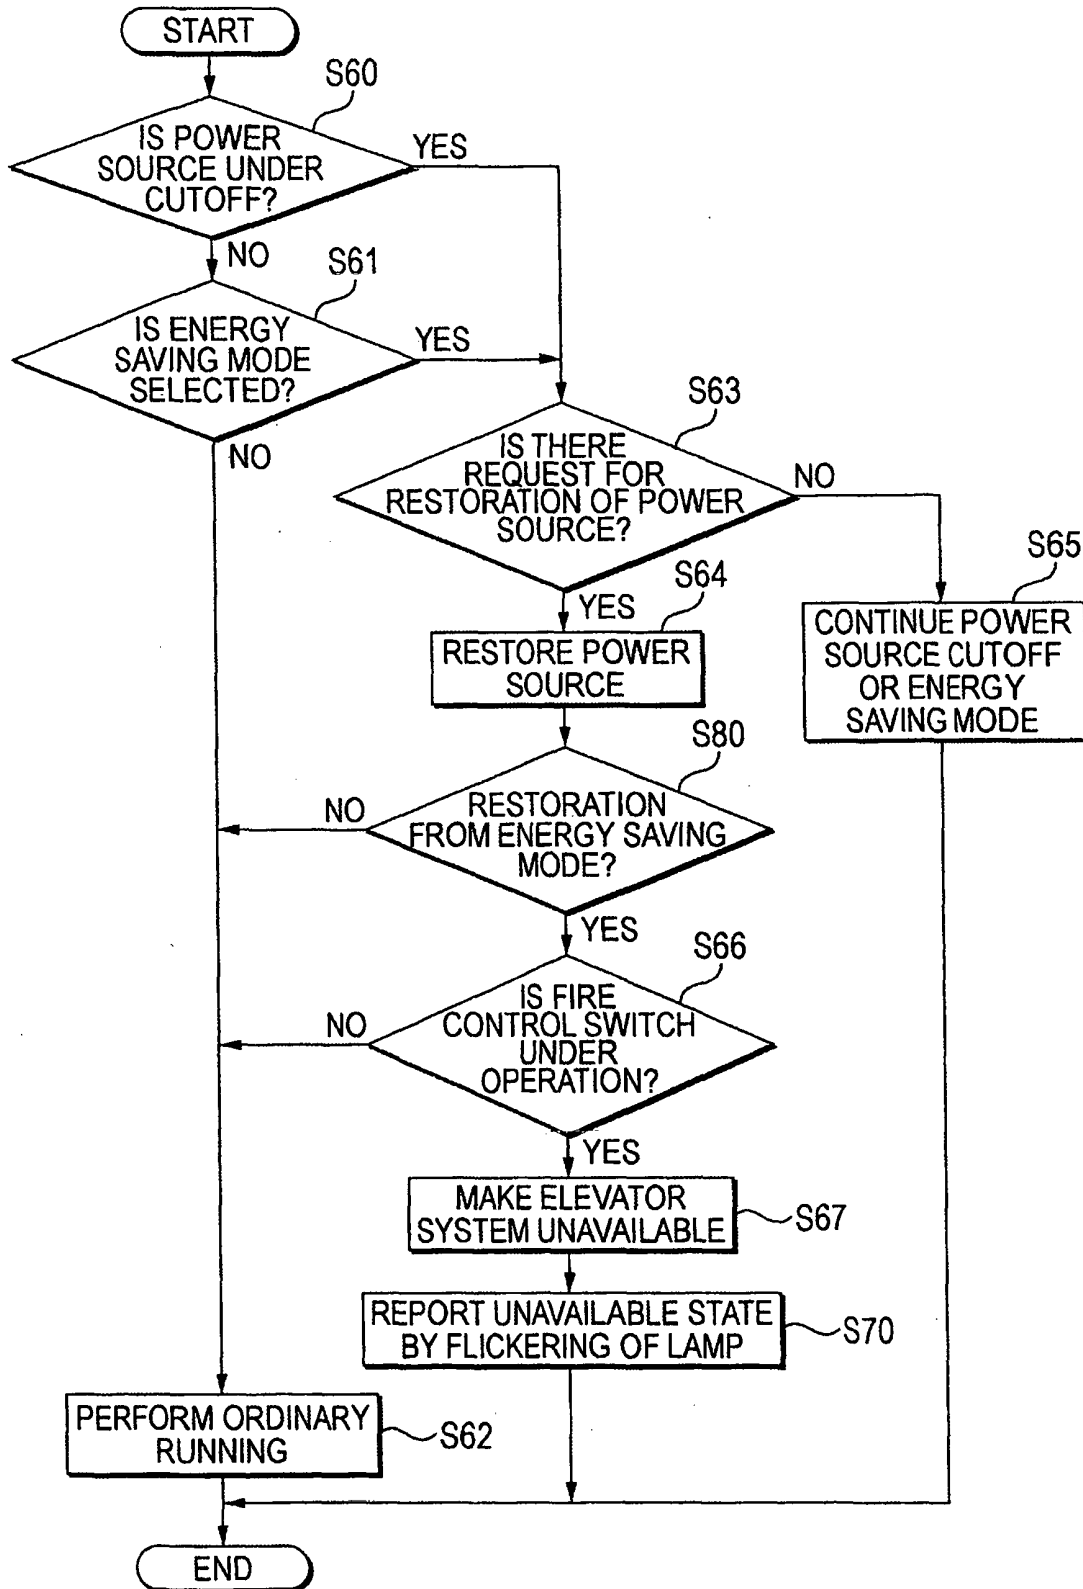 START
S60
IS POWER
SOURCE UNDER
CUTOFF?
YES
NO
S61
IS ENERGY
SAVING MODE
SELECTED?
YES
NO
S63
IS THERE
REQUEST FOR
RESTORATION OF POWER
SOURCE?
NO
YES
S64
RESTORE POWER
SOURCE
S65
CONTINUE POWER
SOURCE CUTOFF
OR ENERGY
SAVING MODE
S80
RESTORATION
FROM ENERGY SAVING
MODE?
NO
YES
S66
IS FIRE
CONTROL SWITCH
UNDER
OPERATION?
NO
YES
MAKE ELEVATOR
SYSTEM UNAVAILABLE
S67
REPORT UNAVAILABLE STATE
BY FLICKERING OF LAMP
S70
PERFORM ORDINARY
RUNNING
S62
END